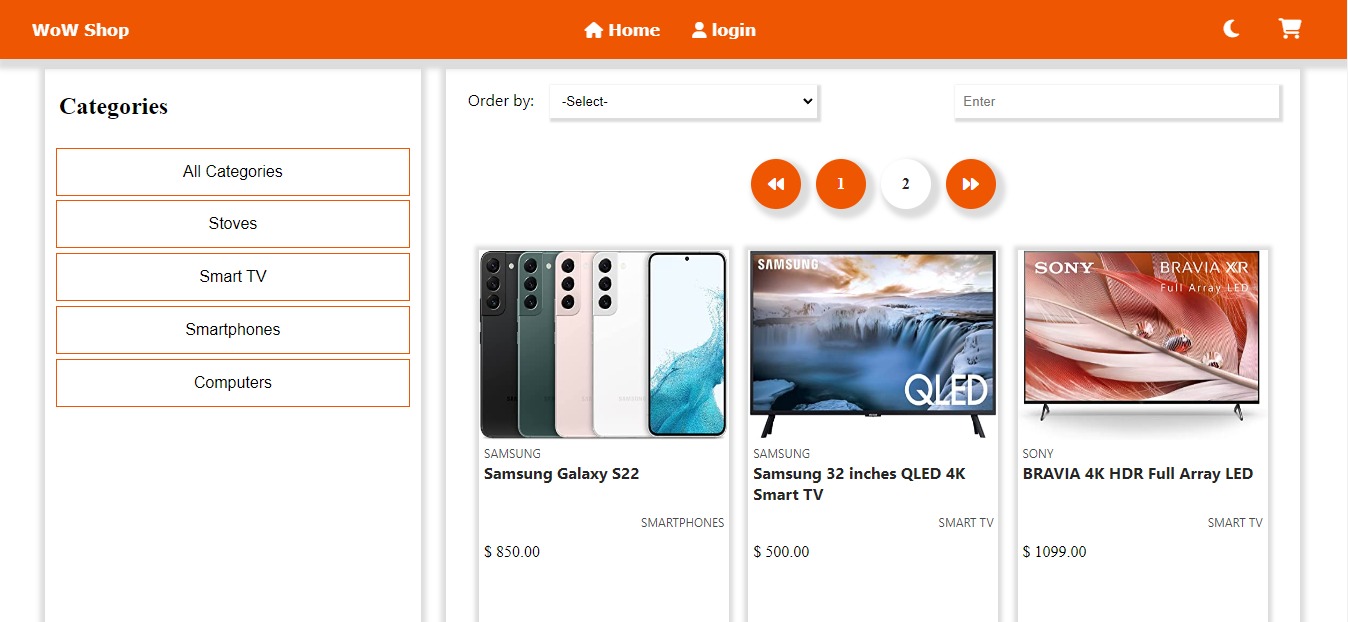 WoW Shop
Home
login
Categories
All Categories
Stoves
Smart TV
Smartphones
Computers
Order by:
-Select-
Enter
1
2
SAMSUNG
Samsung Galaxy S22
SMARTPHONES
$ 850.00
SAMSUNG
QLED
SAMSUNG
Samsung 32 inches QLED 4K
Smart TV
SMART TV
$ 500.00
SONY
BRAVIA XR
Full Array LED
SONY
BRAVIA 4K HDR Full Array LED
SMART TV
$ 1099.00